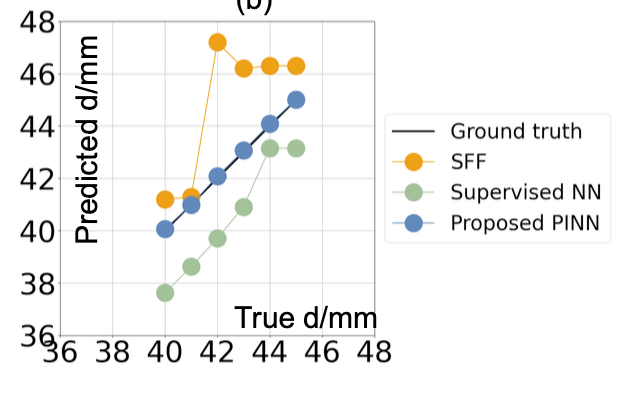 (b)
48
46
44
42
40
38
36
Predicted d/mm
True d/mm
36 38 40 42 44 46 48
Ground truth
SFF
Supervised NN
Proposed PINN